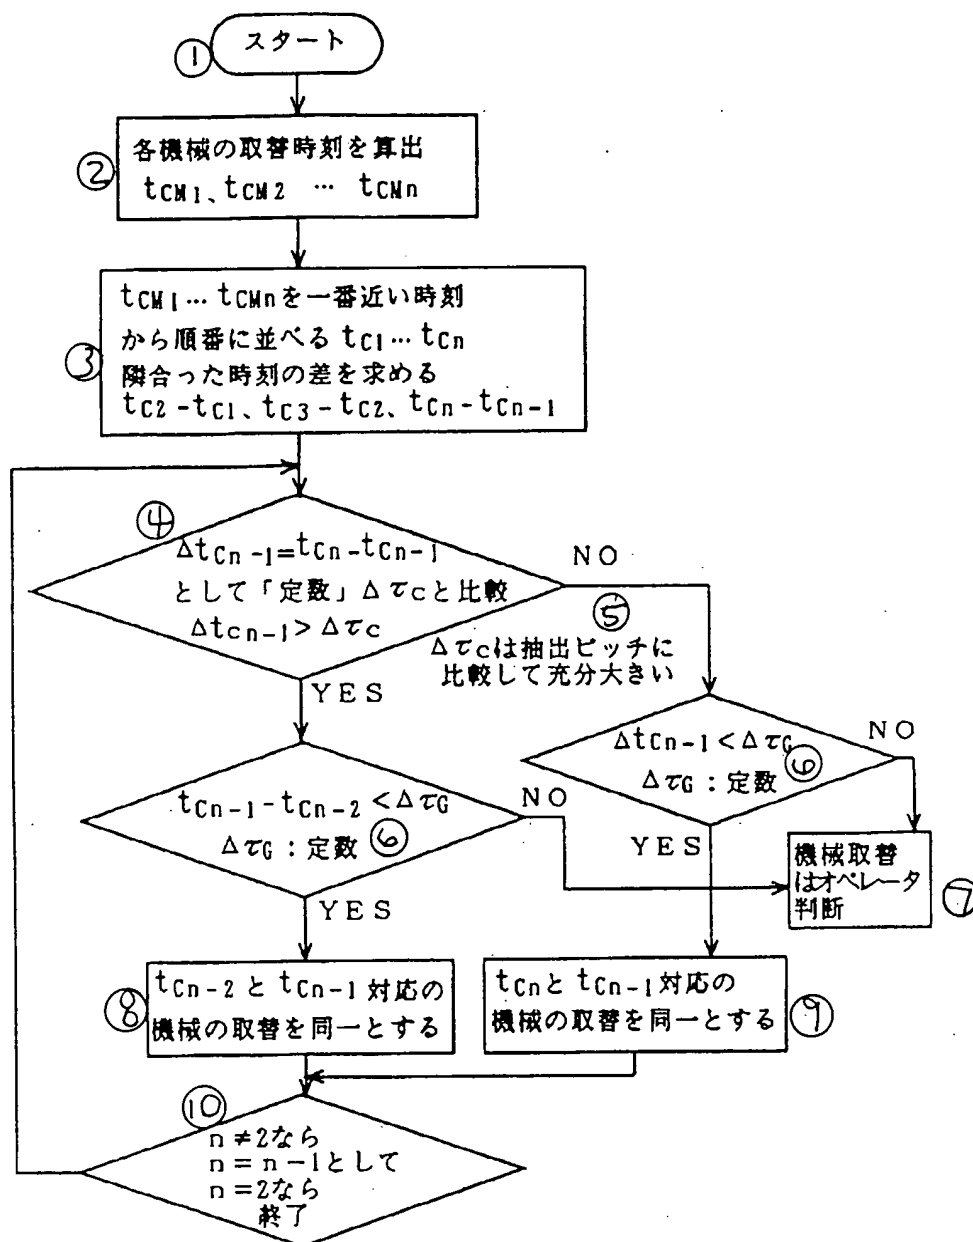 ① スタート
② 各機械の取替時刻を算出
tCM1、tCM2 … tCMn
tCM1…tCMnを一番近い時刻
から順番に並べる tC1…tCn
③ 隣合った時刻の差を求める
tC2-tC1、tC3-tC2、tCn-tCn-1
④
ΔtCn-1=tCn-tCn-1
として「定数」Δτcと比較
Δtcn-1>Δτc
NO
⑤
Δτcは抽出ピッチに
比較して充分大きい
YES
ΔtCn-1<ΔτG
ΔτG:定数 ⑥
NO
YES
tCn-1-tCn-2<ΔτG
ΔτG:定数 ⑥
NO
YES
機械取替
はオペレータ
判断
⑦
tCn-2とtCn-1対応の
⑧ 機械の取替を同一とする
tCnとtCn-1対応の
機械の取替を同一とする ⑨
⑩
n≠2なら
n=n-1として
n=2なら
終了